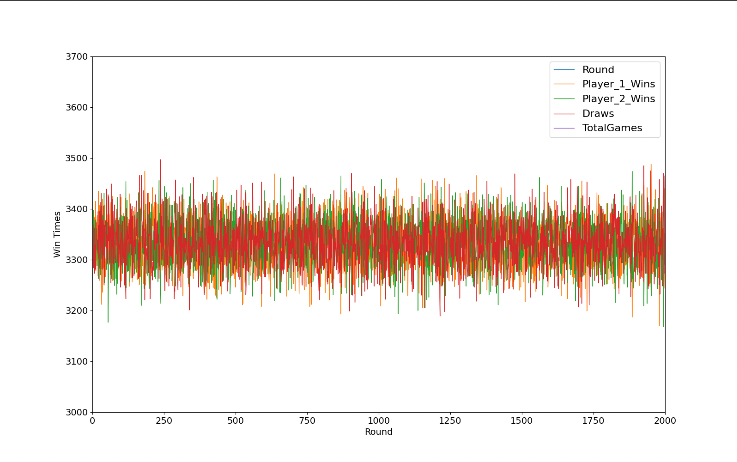 3700
3600
3500
3400
3300
3200
3100
3000
Win Times
Round
Player_1_Wins
Player_2_Wins
Draws
TotalGames
0 250 500 750 1000 1250 1500 1750 2000
Round